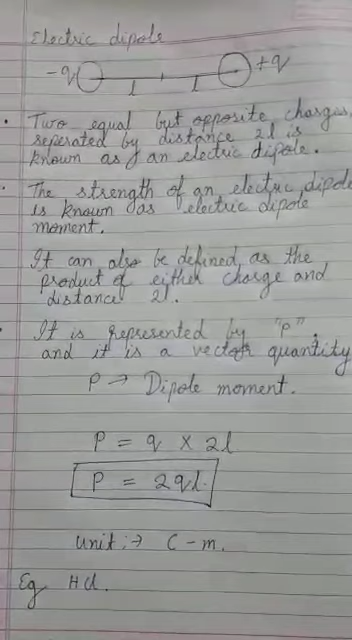 Electric dipole
-q l l +q
Two equal but opposite charges,
seperated by distance 2l is
known as an electric dipole.
The strength of an electric dipole
is known as electric dipole
moment.
It can also be defined as the
product of either charge and
distance 2l.
It is represented by "p".
and it is a vector quantity
P → Dipole moment.
P = q × 2l
P = 2ql.
unit :→ C-m.
Eg HCl.